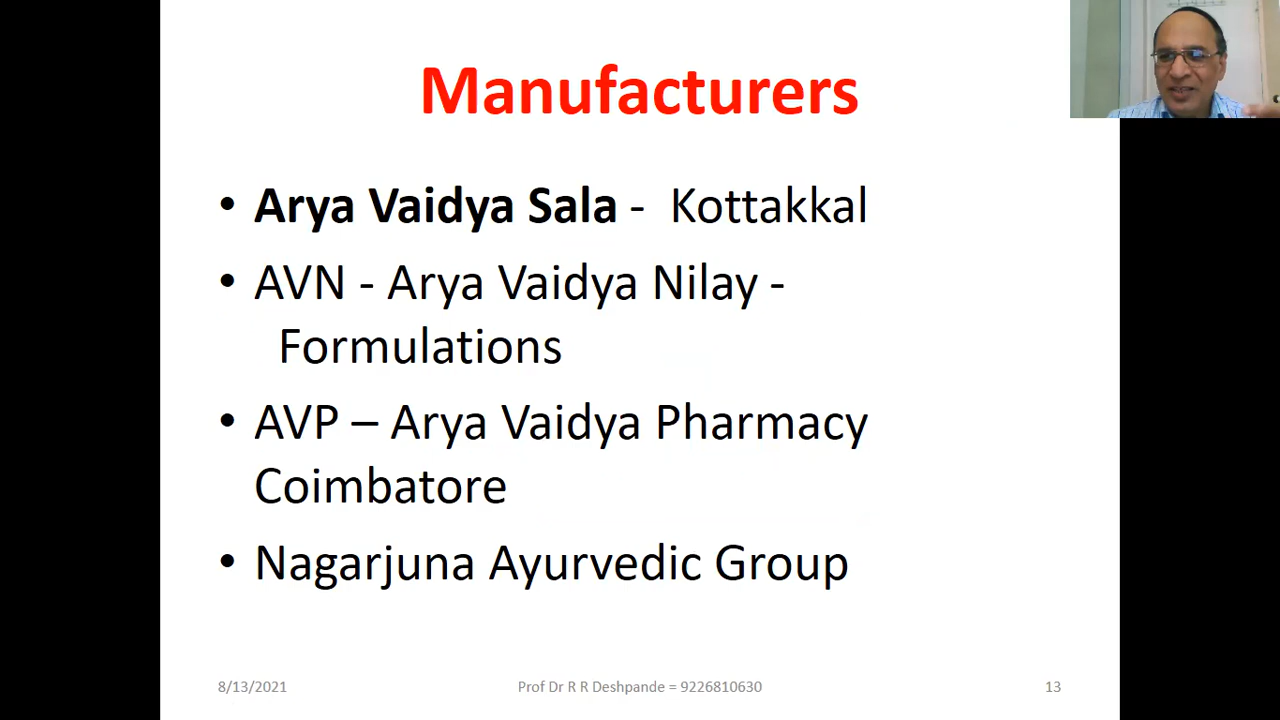 Manufacturers
• Arya Vaidya Sala - Kottakkal
• AVN - Arya Vaidya Nilay -
Formulations
• AVP – Arya Vaidya Pharmacy
Coimbatore
• Nagarjuna Ayurvedic Group
8/13/2021 Prof Dr R R Deshpande = 9226810630 13